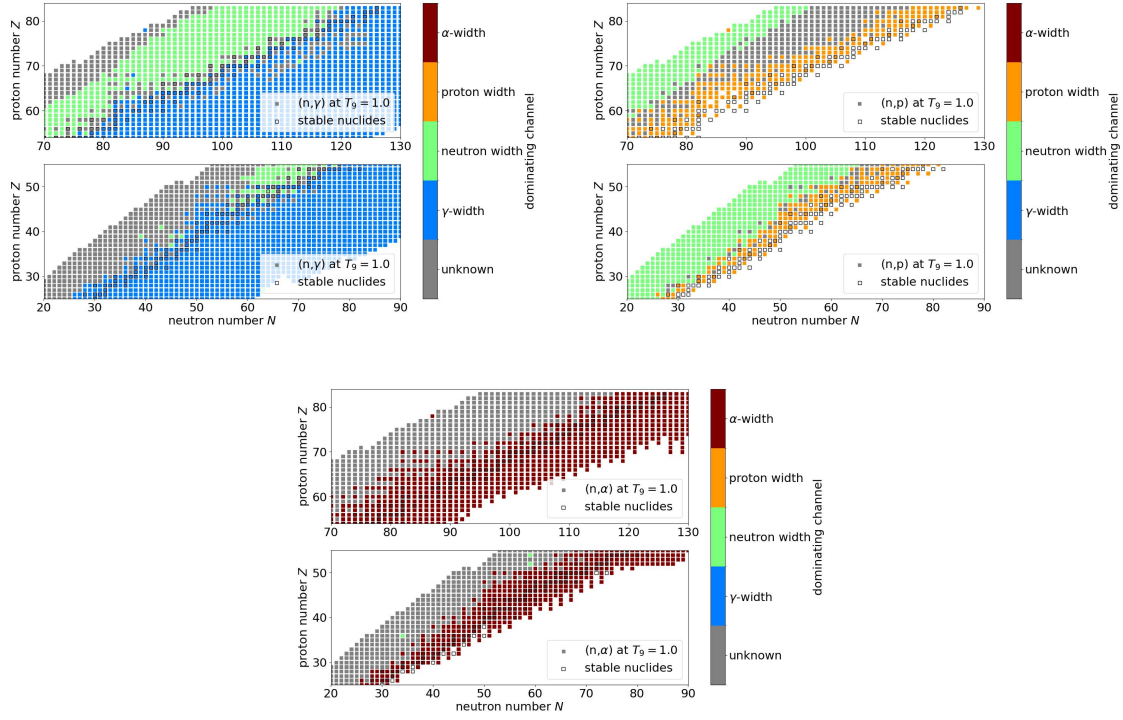 proton number Z
80
70
60
70 80 90 100 110 120 130
(n,γ) at T₉ = 1.0
stable nuclides
proton number Z
50
40
30
20 30 40 50 60 70 80 90
neutron number N
(n,γ) at T₉ = 1.0
stable nuclides
α-width
proton width
neutron width
γ-width
unknown
dominating channel
proton number Z
80
70
60
70 80 90 100 110 120 130
(n,p) at T₉ = 1.0
stable nuclides
proton number Z
50
40
30
20 30 40 50 60 70 80 90
neutron number N
(n,p) at T₉ = 1.0
stable nuclides
α-width
proton width
neutron width
γ-width
unknown
dominating channel
proton number Z
80
70
60
70 80 90 100 110 120 130
(n,α) at T₉ = 1.0
stable nuclides
proton number Z
50
40
30
20 30 40 50 60 70 80 90
neutron number N
(n,α) at T₉ = 1.0
stable nuclides
α-width
proton width
neutron width
γ-width
unknown
dominating channel